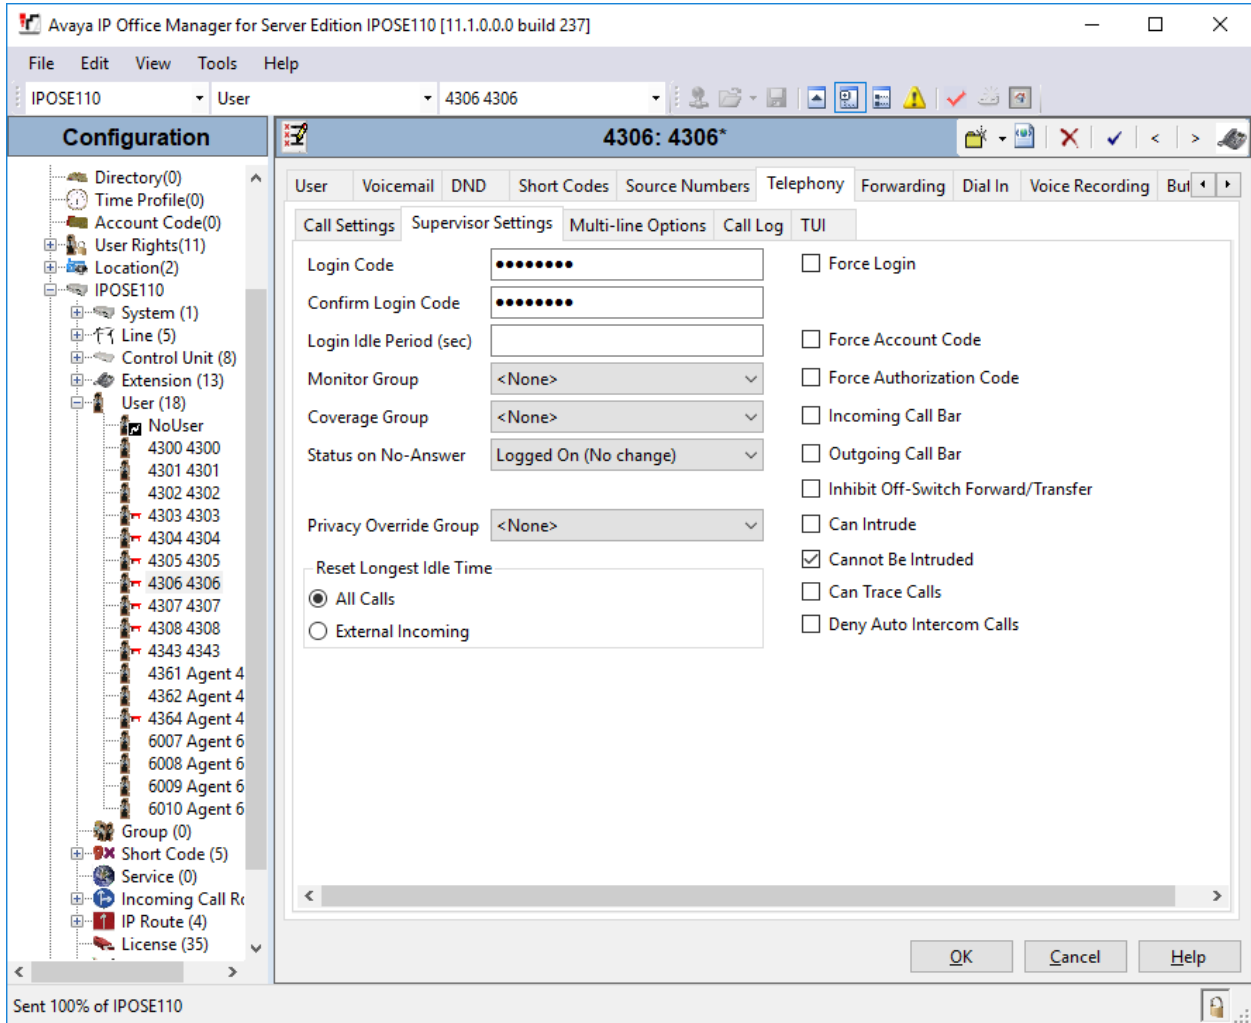 Avaya IP Office Manager for Server Edition IPOSE110 [11.1.0.0.0 build 237]
File Edit View Tools Help
IPOSE110 User 4306 4306
Configuration
Directory(0)
Time Profile(0)
Account Code(0)
User Rights(11)
Location(2)
IPOSE110
System (1)
Line (5)
Control Unit (8)
Extension (13)
User (18)
NoUser
4300 4300
4301 4301
4302 4302
4303 4303
4304 4304
4305 4305
4306 4306
4307 4307
4308 4308
4343 4343
4361 Agent 4
4362 Agent 4
4364 Agent 4
6007 Agent 6
6008 Agent 6
6009 Agent 6
6010 Agent 6
Group (0)
Short Code (5)
Service (0)
Incoming Call Ro
IP Route (4)
License (35)
4306: 4306*
User Voicemail DND Short Codes Source Numbers Telephony Forwarding Dial In Voice Recording But
Call Settings Supervisor Settings Multi-line Options Call Log TUI
Login Code ●●●●●●●● Force Login
Confirm Login Code ●●●●●●●●
Login Idle Period (sec) Force Account Code
Monitor Group <None> Force Authorization Code
Coverage Group <None> Incoming Call Bar
Status on No-Answer Logged On (No change) Outgoing Call Bar
Inhibit Off-Switch Forward/Transfer
Privacy Override Group <None> Can Intrude
Cannot Be Intruded
Reset Longest Idle Time
All Calls Can Trace Calls
External Incoming Deny Auto Intercom Calls
OK Cancel Help
Sent 100% of IPOSE110